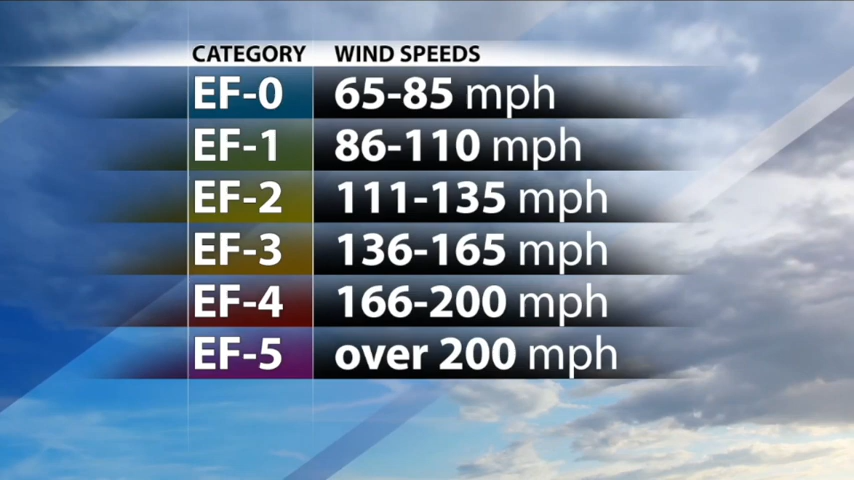 CATEGORY WIND SPEEDS
EF-0 65-85 mph
EF-1 86-110 mph
EF-2 111-135 mph
EF-3 136-165 mph
EF-4 166-200 mph
EF-5 over 200 mph